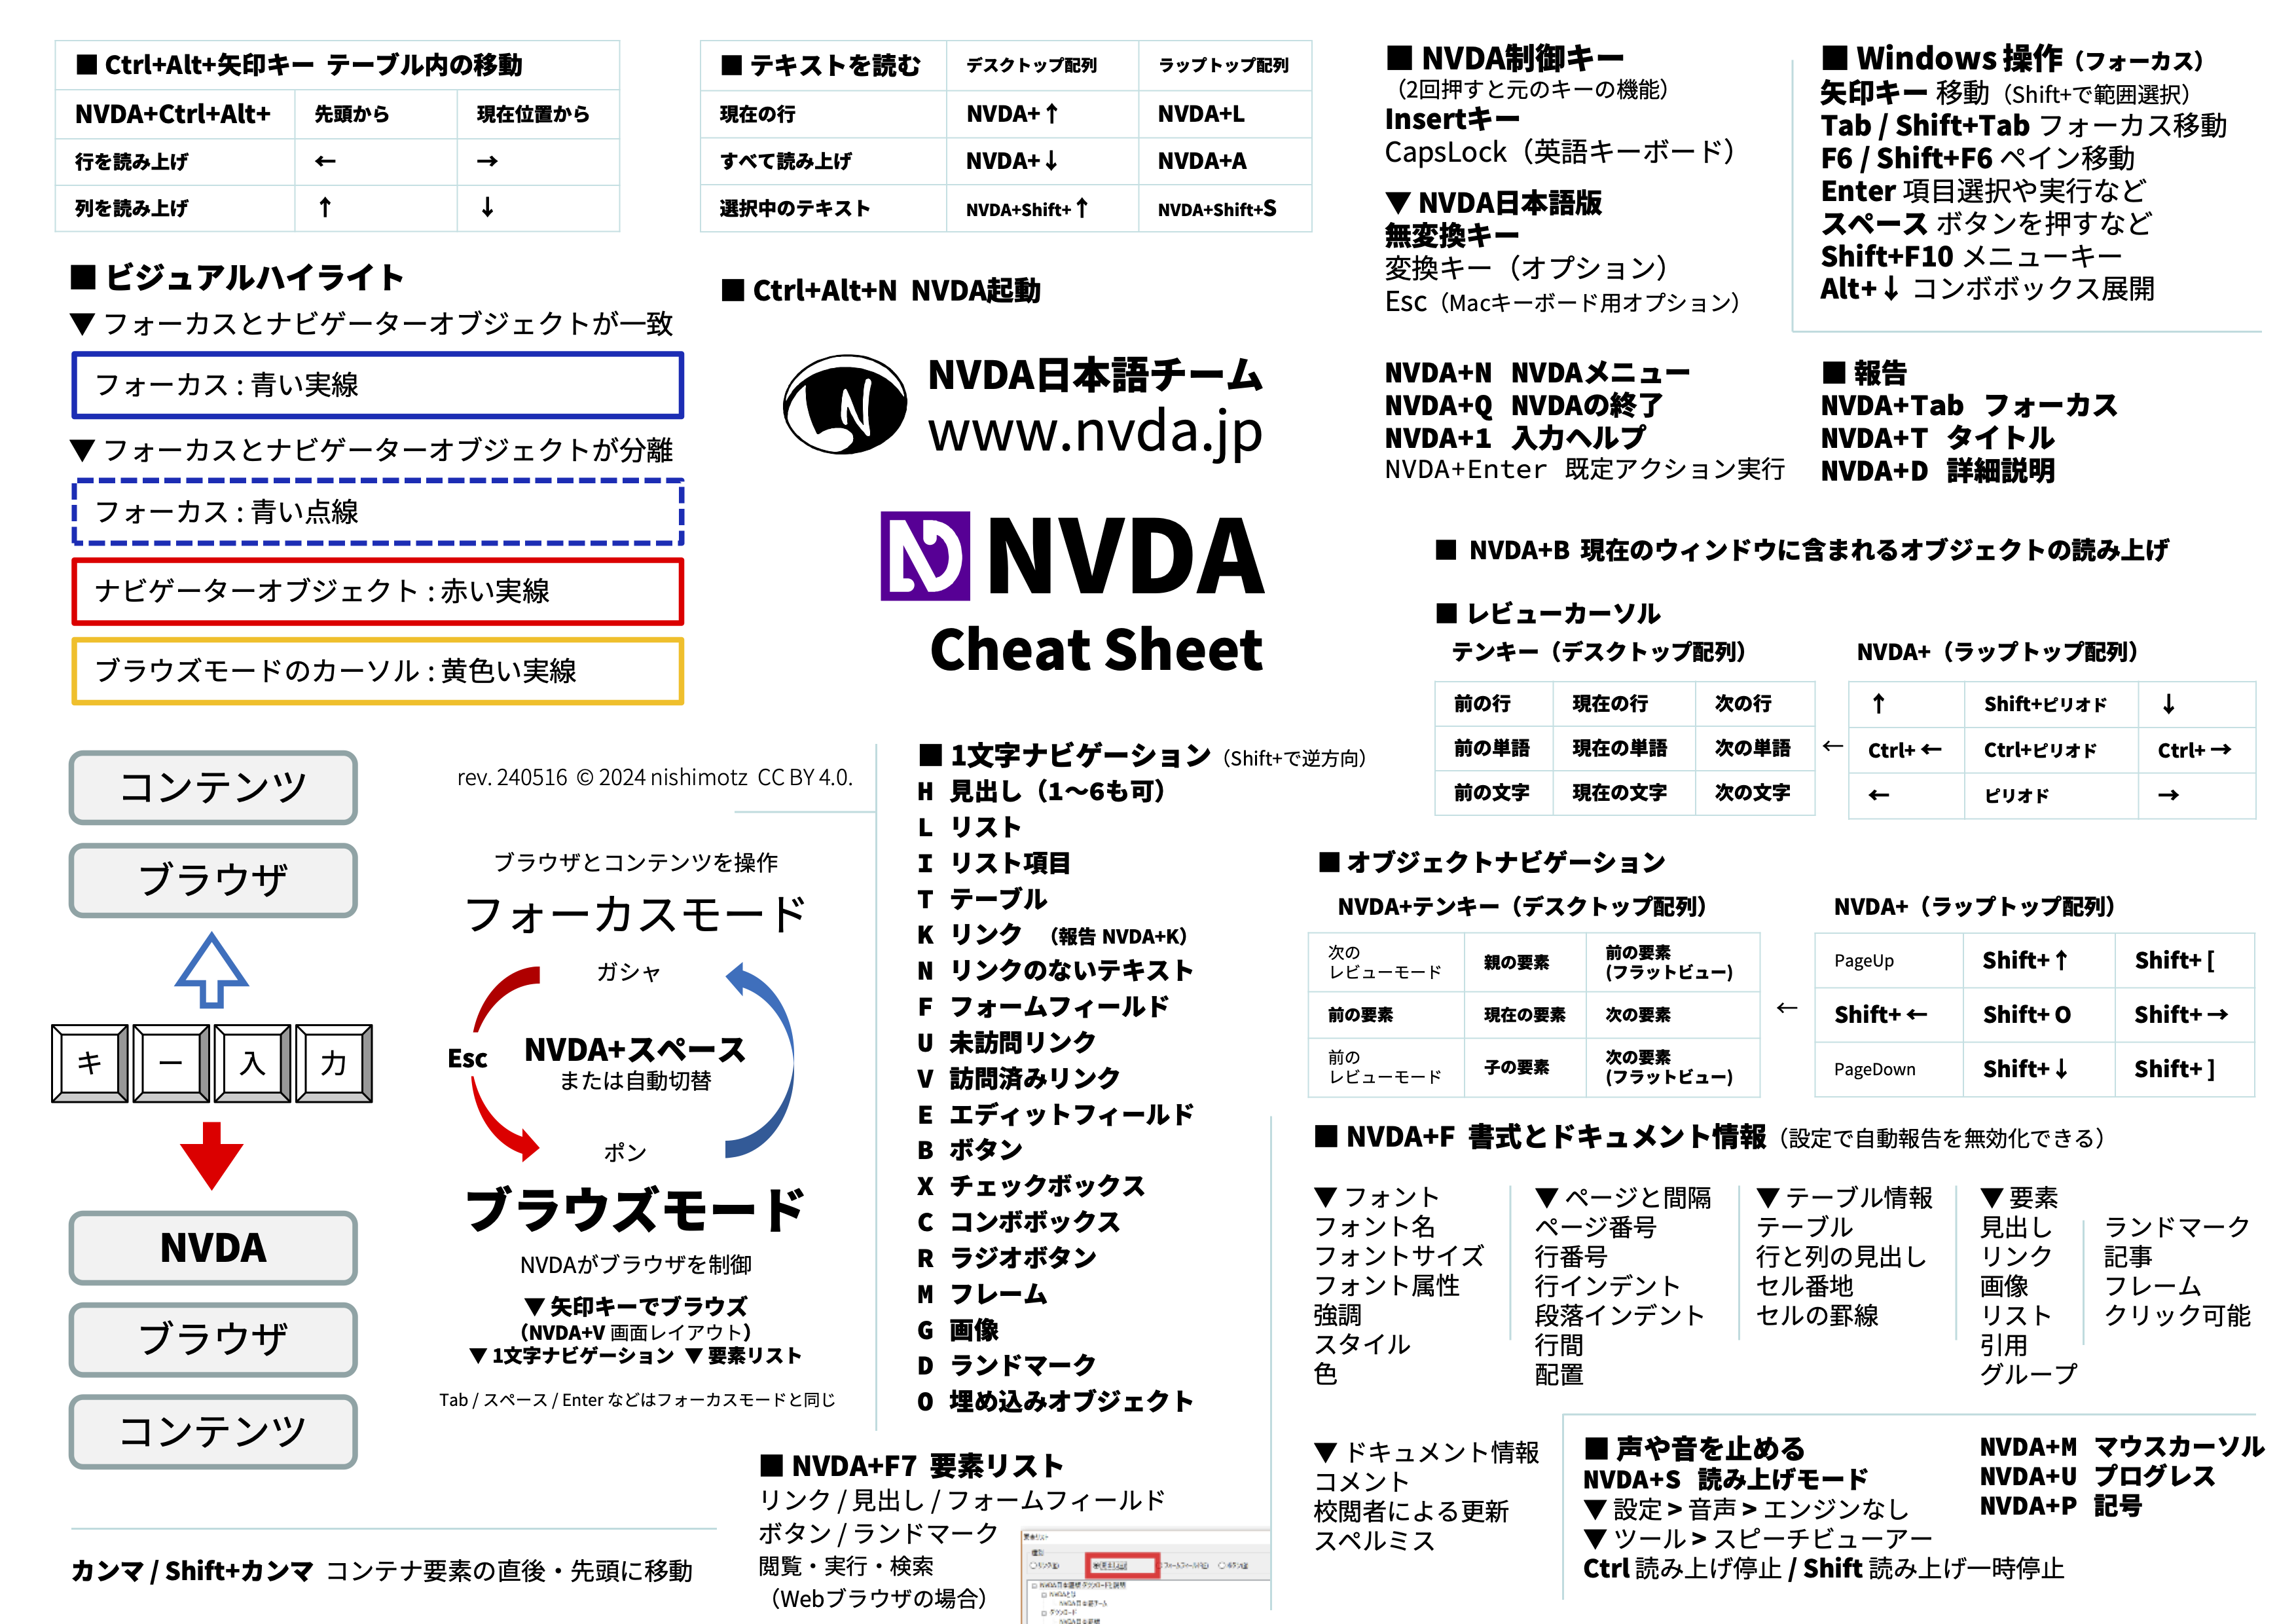 ■ Ctrl+Alt+矢印キー テーブル内の移動
NVDA+Ctrl+Alt+ 先頭から 現在位置から
行を読み上げ ← →
列を読み上げ ↑ ↓
■ ビジュアルハイライト
▼ フォーカスとナビゲーターオブジェクトが一致
フォーカス : 青い実線
▼ フォーカスとナビゲーターオブジェクトが分離
フォーカス : 青い点線
ナビゲーターオブジェクト : 赤い実線
ブラウズモードのカーソル : 黄色い実線
■ テキストを読む デスクトップ配列 ラップトップ配列
現在の行 NVDA+↑ NVDA+L
すべて読み上げ NVDA+↓ NVDA+A
選択中のテキスト NVDA+Shift+↑ NVDA+Shift+S
■ Ctrl+Alt+N NVDA起動
N
NVDA日本語チーム
www.nvda.jp
NVDA
Cheat Sheet
■ NVDA制御キー
（2回押すと元のキーの機能）
Insertキー
CapsLock（英語キーボード）
▼ NVDA日本語版
無変換キー
変換キー（オプション）
Esc（Macキーボード用オプション）
NVDA+N NVDAメニュー
NVDA+Q NVDAの終了
NVDA+1 入力ヘルプ
NVDA+Enter 既定アクション実行
■ Windows 操作（フォーカス）
矢印キー 移動（Shift+で範囲選択）
Tab / Shift+Tab フォーカス移動
F6 / Shift+F6 ペイン移動
Enter 項目選択や実行など
スペース ボタンを押すなど
Shift+F10 メニューキー
Alt+↓ コンボボックス展開
■ 報告
NVDA+Tab フォーカス
NVDA+T タイトル
NVDA+D 詳細説明
■ NVDA+B 現在のウィンドウに含まれるオブジェクトの読み上げ
■ レビューカーソル
テンキー（デスクトップ配列） NVDA+（ラップトップ配列）
前の行 現在の行 次の行 ↑ Shift+ピリオド ↓
前の単語 現在の単語 次の単語 ← Ctrl+← Ctrl+ピリオド Ctrl+→
前の文字 現在の文字 次の文字 ← ピリオド →
■ オブジェクトナビゲーション
NVDA+テンキー（デスクトップ配列） NVDA+（ラップトップ配列）
次の
レビューモード 親の要素 前の要素
(フラットビュー) PageUp Shift+↑ Shift+[
前の要素 現在の要素 次の要素 ← Shift+← Shift+O Shift+→
前の
レビューモード 子の要素 次の要素
(フラットビュー) PageDown Shift+↓ Shift+]
コンテンツ
ブラウザ
キ ー 入 力
NVDA
ブラウザ
コンテンツ
rev. 240516 © 2024 nishimotz CC BY 4.0.
ブラウザとコンテンツを操作
フォーカスモード
ガシャ
Esc NVDA+スペース
または自動切替
ポン
ブラウズモード
NVDAがブラウザを制御
▼ 矢印キーでブラウズ
（NVDA+V 画面レイアウト）
▼ 1文字ナビゲーション ▼ 要素リスト
Tab / スペース / Enter などはフォーカスモードと同じ
カンマ / Shift+カンマ コンテナ要素の直後・先頭に移動
■ 1文字ナビゲーション（Shift+で逆方向）
H 見出し（1〜6も可）
L リスト
I リスト項目
T テーブル
K リンク （報告 NVDA+K）
N リンクのないテキスト
F フォームフィールド
U 未訪問リンク
V 訪問済みリンク
E エディットフィールド
B ボタン
X チェックボックス
C コンボボックス
R ラジオボタン
M フレーム
G 画像
D ランドマーク
O 埋め込みオブジェクト
■ NVDA+F7 要素リスト
リンク / 見出し / フォームフィールド
ボタン / ランドマーク
閲覧・実行・検索
（Webブラウザの場合）
要素リスト
種別
■ NVDA+F 書式とドキュメント情報（設定で自動報告を無効化できる）
▼ フォント
フォント名
フォントサイズ
フォント属性
強調
スタイル
色
▼ ページと間隔
ページ番号
行番号
行インデント
段落インデント
行間
配置
▼ テーブル情報
テーブル
行と列の見出し
セル番地
セルの罫線
▼ 要素
見出し
リンク
画像
リスト
引用
グループ
ランドマーク
記事
フレーム
クリック可能
▼ ドキュメント情報
コメント
校閲者による更新
スペルミス
■ 声や音を止める
NVDA+S 読み上げモード
▼ 設定 > 音声 > エンジンなし
▼ ツール > スピーチビューアー
Ctrl 読み上げ停止 / Shift 読み上げ一時停止
NVDA+M マウスカーソル
NVDA+U プログレス
NVDA+P 記号